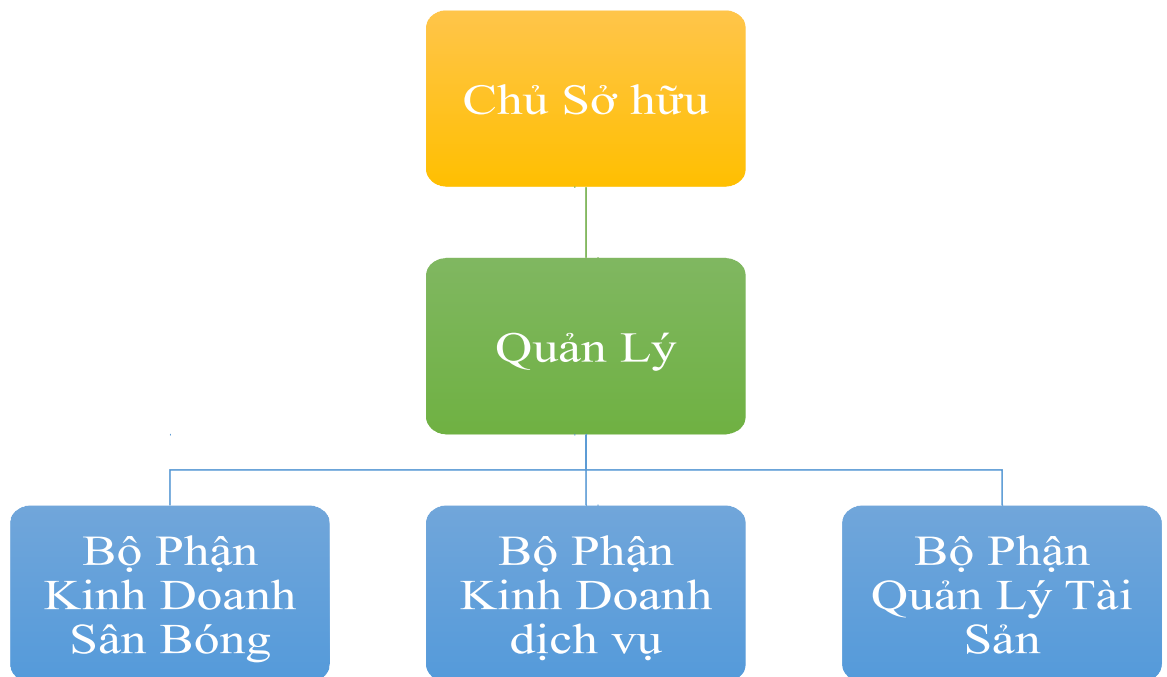 Chủ Sở hữu
Quản Lý
Bộ Phận
Kinh Doanh
Sân Bóng
Bộ Phận
Kinh Doanh
dịch vụ
Bộ Phận
Quản Lý Tài
Sản